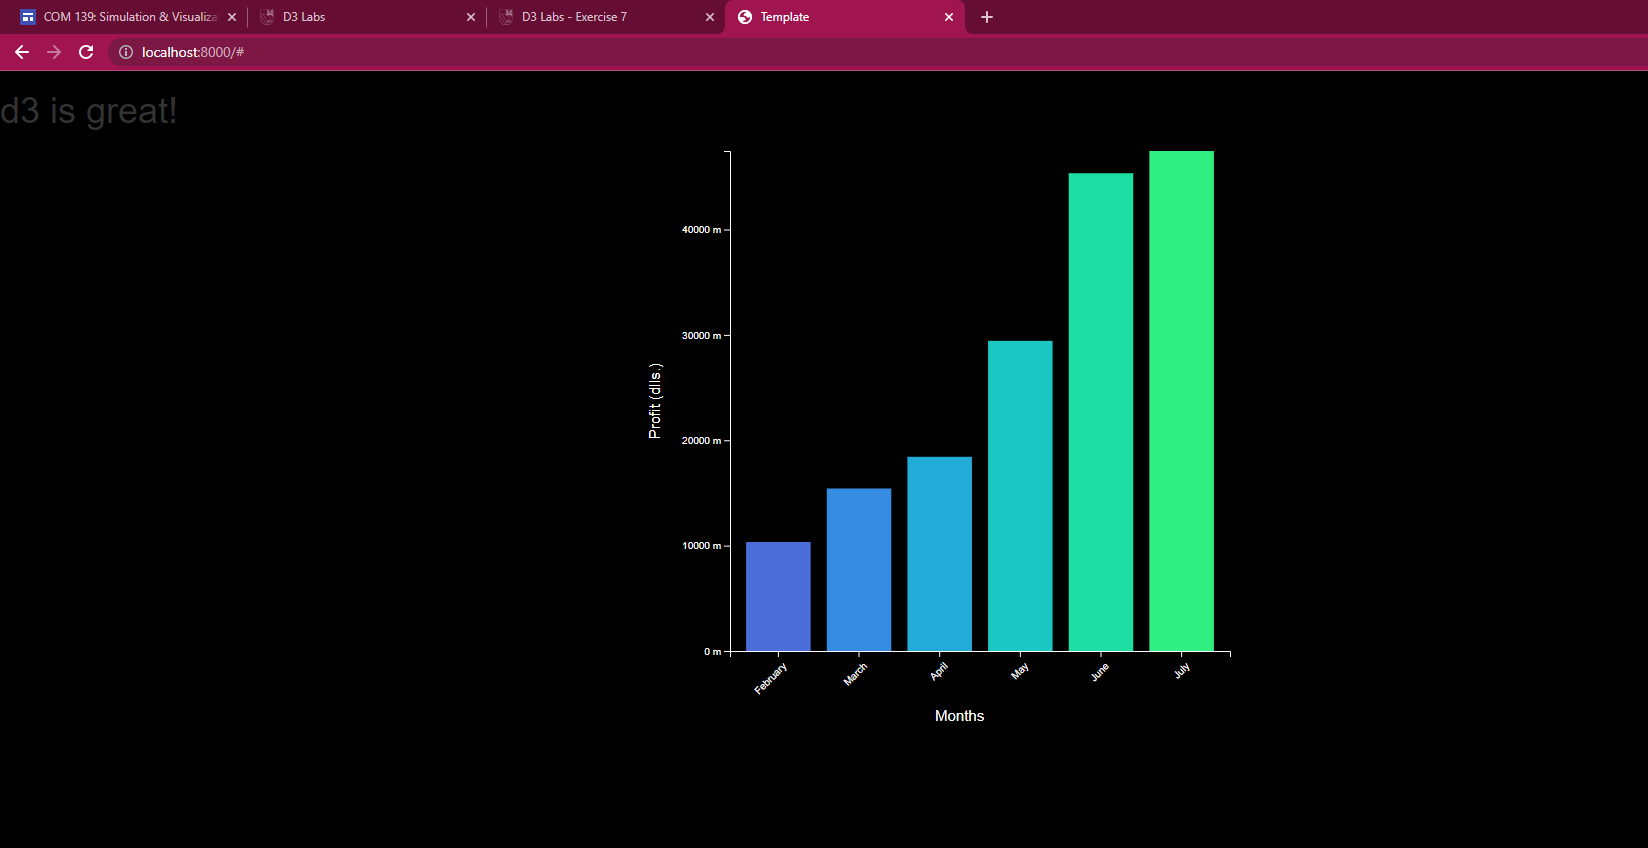 COM 139: Simulation & Visualiza
D3 Labs
D3 Labs - Exercise 7
Template
localhost:8000/#
d3 is great!
40000 m
30000 m
20000 m
10000 m
0 m
Profit (dlls.)
February
March
April
May
June
July
Months